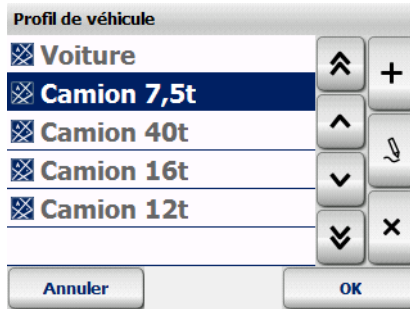 Profil de véhicule
Voiture
Camion 7,5t
Camion 40t
Camion 16t
Camion 12t
Annuler
OK